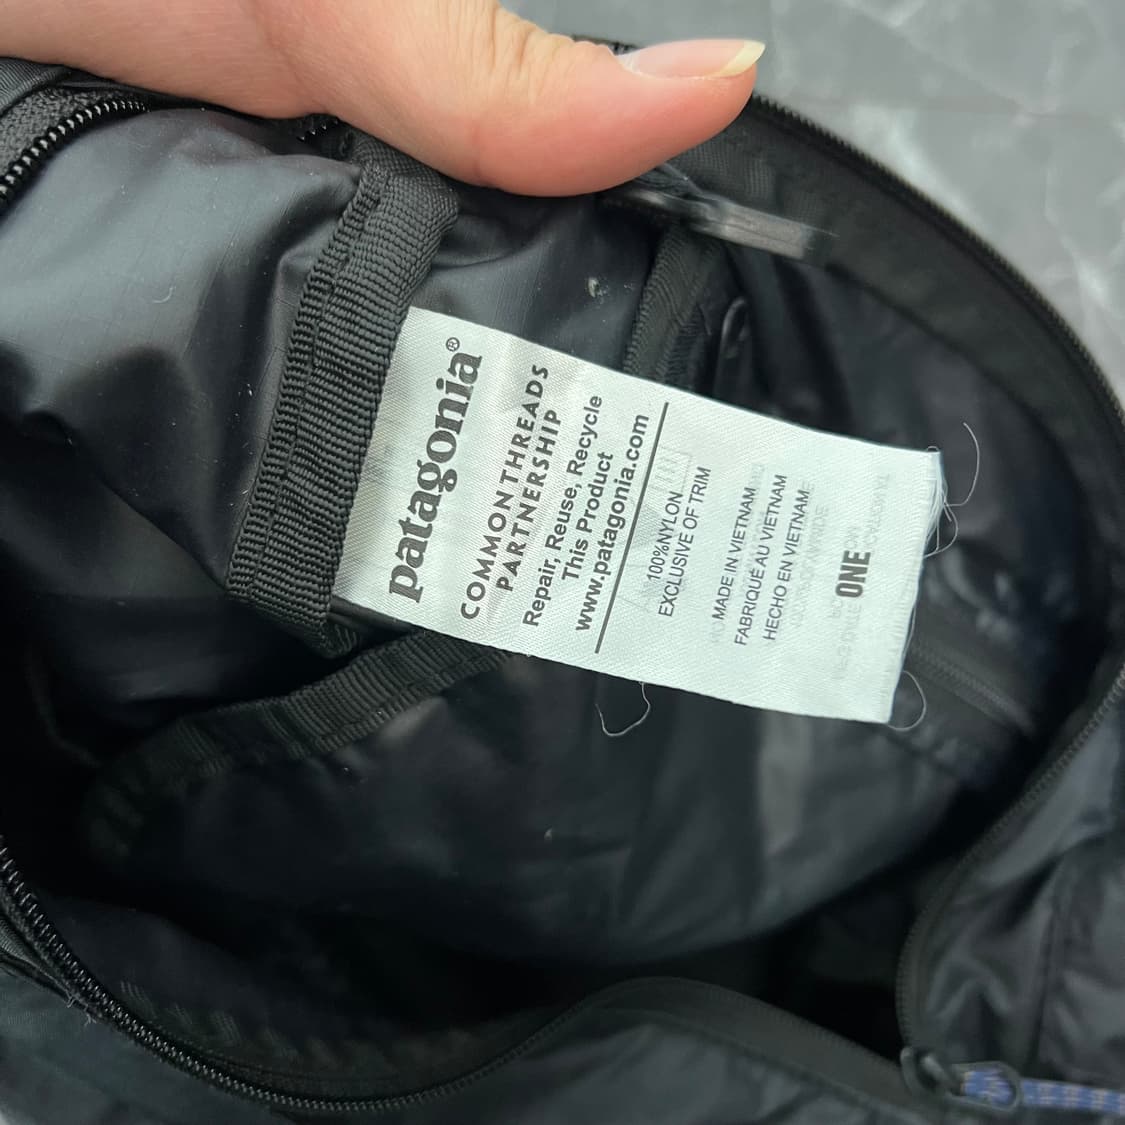 patagonia®
COMMON THREADS
PARTNERSHIP
Repair, Reuse, Recycle
This Product
www.patagonia.com
100%NYLON
EXCLUSIVE OF TRIM
MADE IN VIETNAM
FABRIQUÉ AU VIETNAM
HECHO EN VIETNAM
ONE